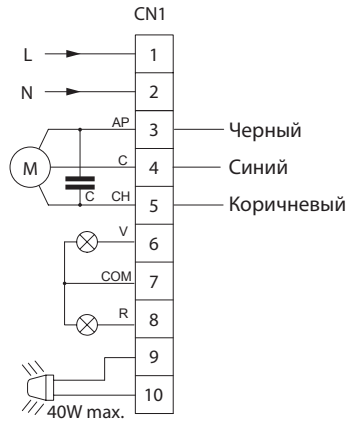 CN1
L 1
N 2
AP 3 Черный
M C 4 Синий
C CH 5 Коричневый
V 6
COM 7
R 8
9
10
40W max.